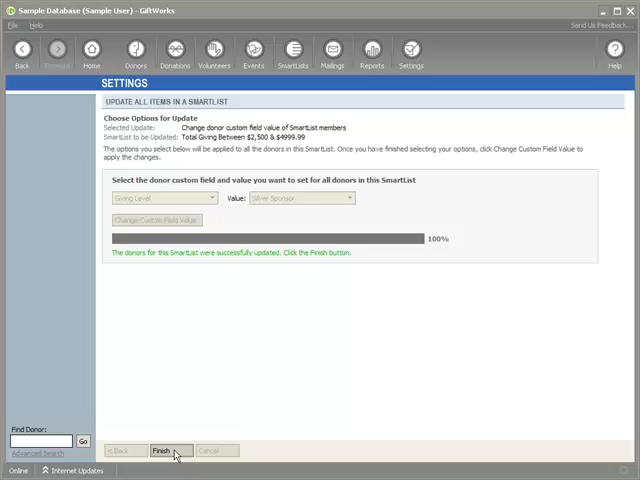 Sample Database (Sample User) - GiftWorks
File Help Send Us Feedback...
Back Forward Home Donors Donations Volunteers Events SmartLists Mailings Reports Settings Help
SETTINGS
UPDATE ALL ITEMS IN A SMARTLIST
Choose Options for Update
Selected Update: Change donor custom field value of SmartList members
SmartList to be Updated: Total Giving Between $2,500 & $4999.99
The options you select below will be applied to all the donors in this SmartList. Once you have finished selecting your options, click Change Custom Field Value to
apply the changes.
Select the donor custom field and value you want to set for all donors in this SmartList
Giving Level Value: Silver Sponsor
Change Custom Field Value
100%
The donors for this SmartList were successfully updated. Click the Finish button.
Find Donor:
Go
Advanced Search
< Back Finish Cancel
Online Internet Updates